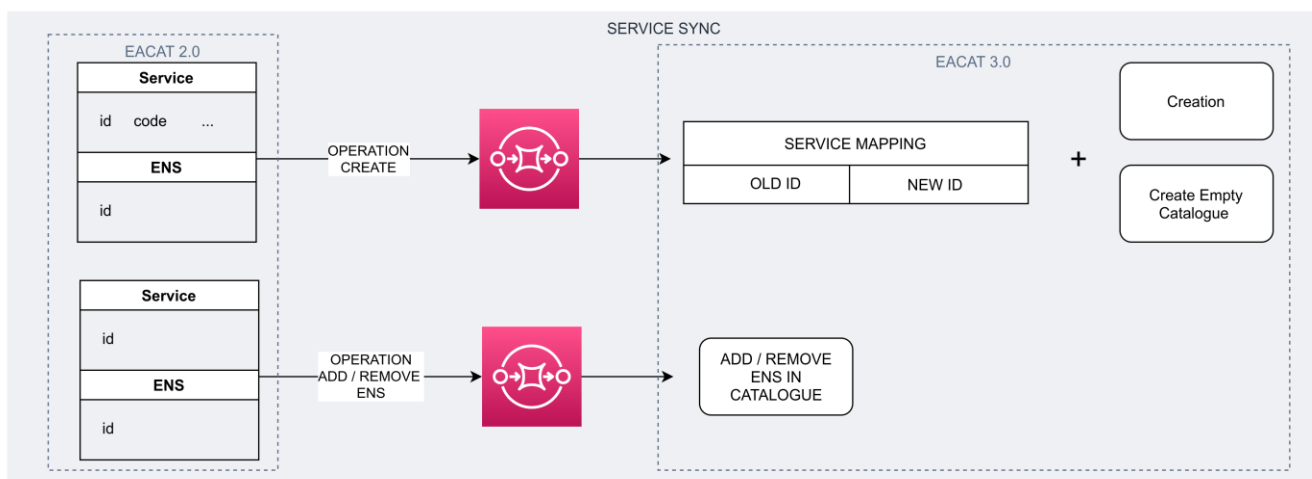 SERVICE SYNC
EACAT 2.0
Service
id code ...
ENS
id
OPERATION
CREATE
EACAT 3.0
SERVICE MAPPING
OLD ID NEW ID
+
Creation
Create Empty
Catalogue
Service
id
ENS
id
OPERATION
ADD / REMOVE
ENS
ADD / REMOVE
ENS IN
CATALOGUE